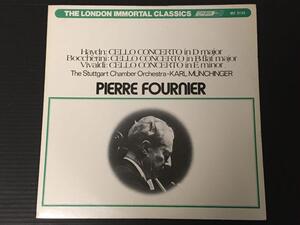 THE LONDON IMMORTAL CLASSICS
Haydn: CELLO CONCERTO in D major
Boccherini: CELLO CONCERTO in B flat major
Vivaldi: CELLO CONCERTO in E minor
The Stuttgart Chamber Orchestra-KARL MÜNCHINGER
PIERRE FOURNIER